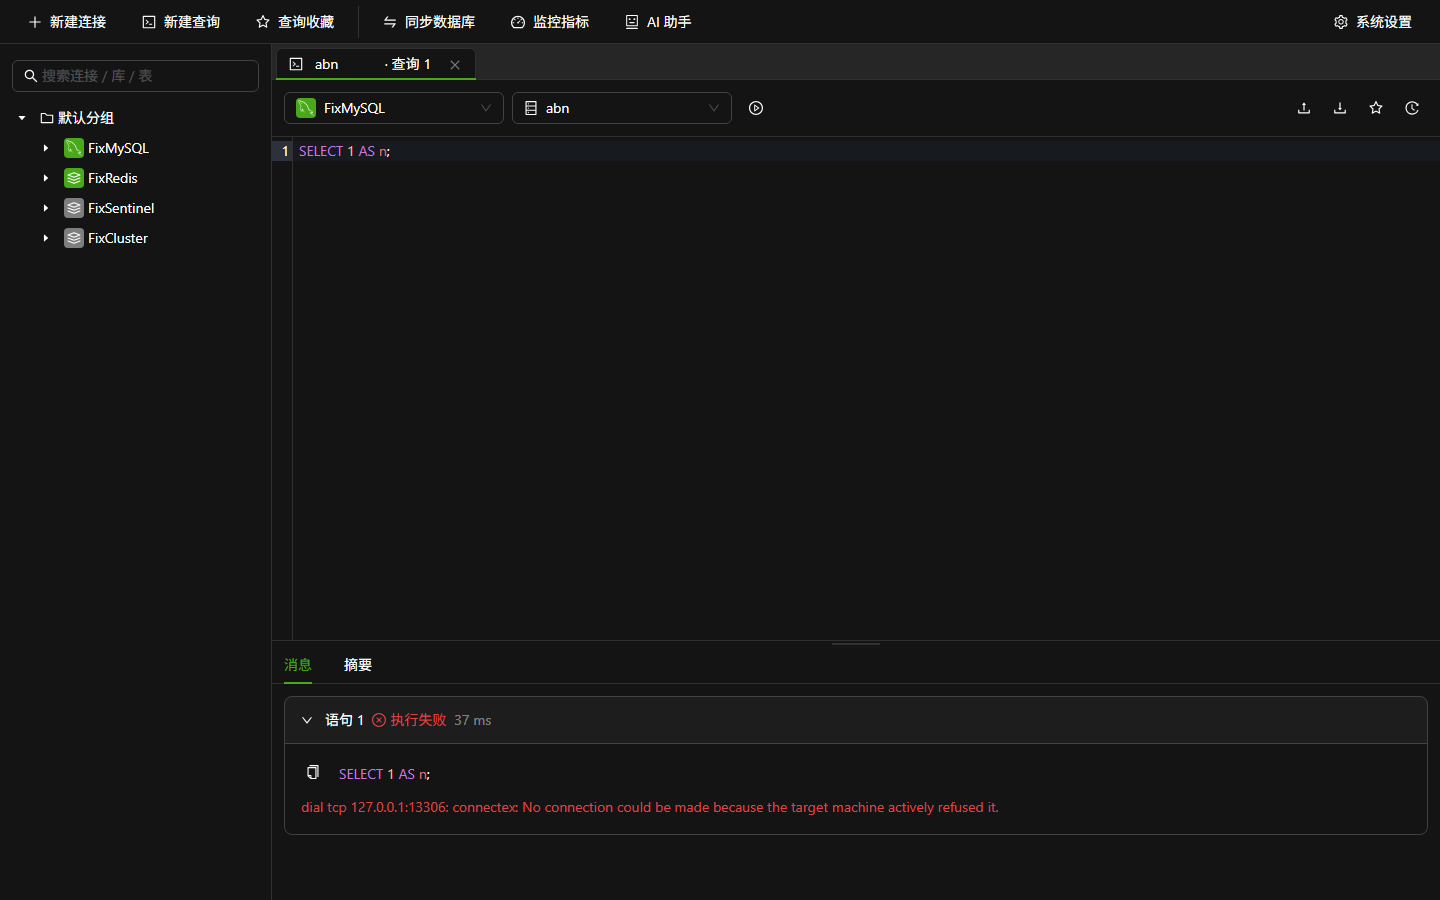 新建连接 新建查询 查询收藏 同步数据库 监控指标 AI 助手 系统设置
搜索连接 / 库 / 表
默认分组
FixMySQL
FixRedis
FixSentinel
FixCluster
abn · 查询 1
FixMySQL abn
1 SELECT 1 AS n;
消息 摘要
语句 1 执行失败 37 ms
SELECT 1 AS n;
dial tcp 127.0.0.1:13306: connectex: No connection could be made because the target machine actively refused it.